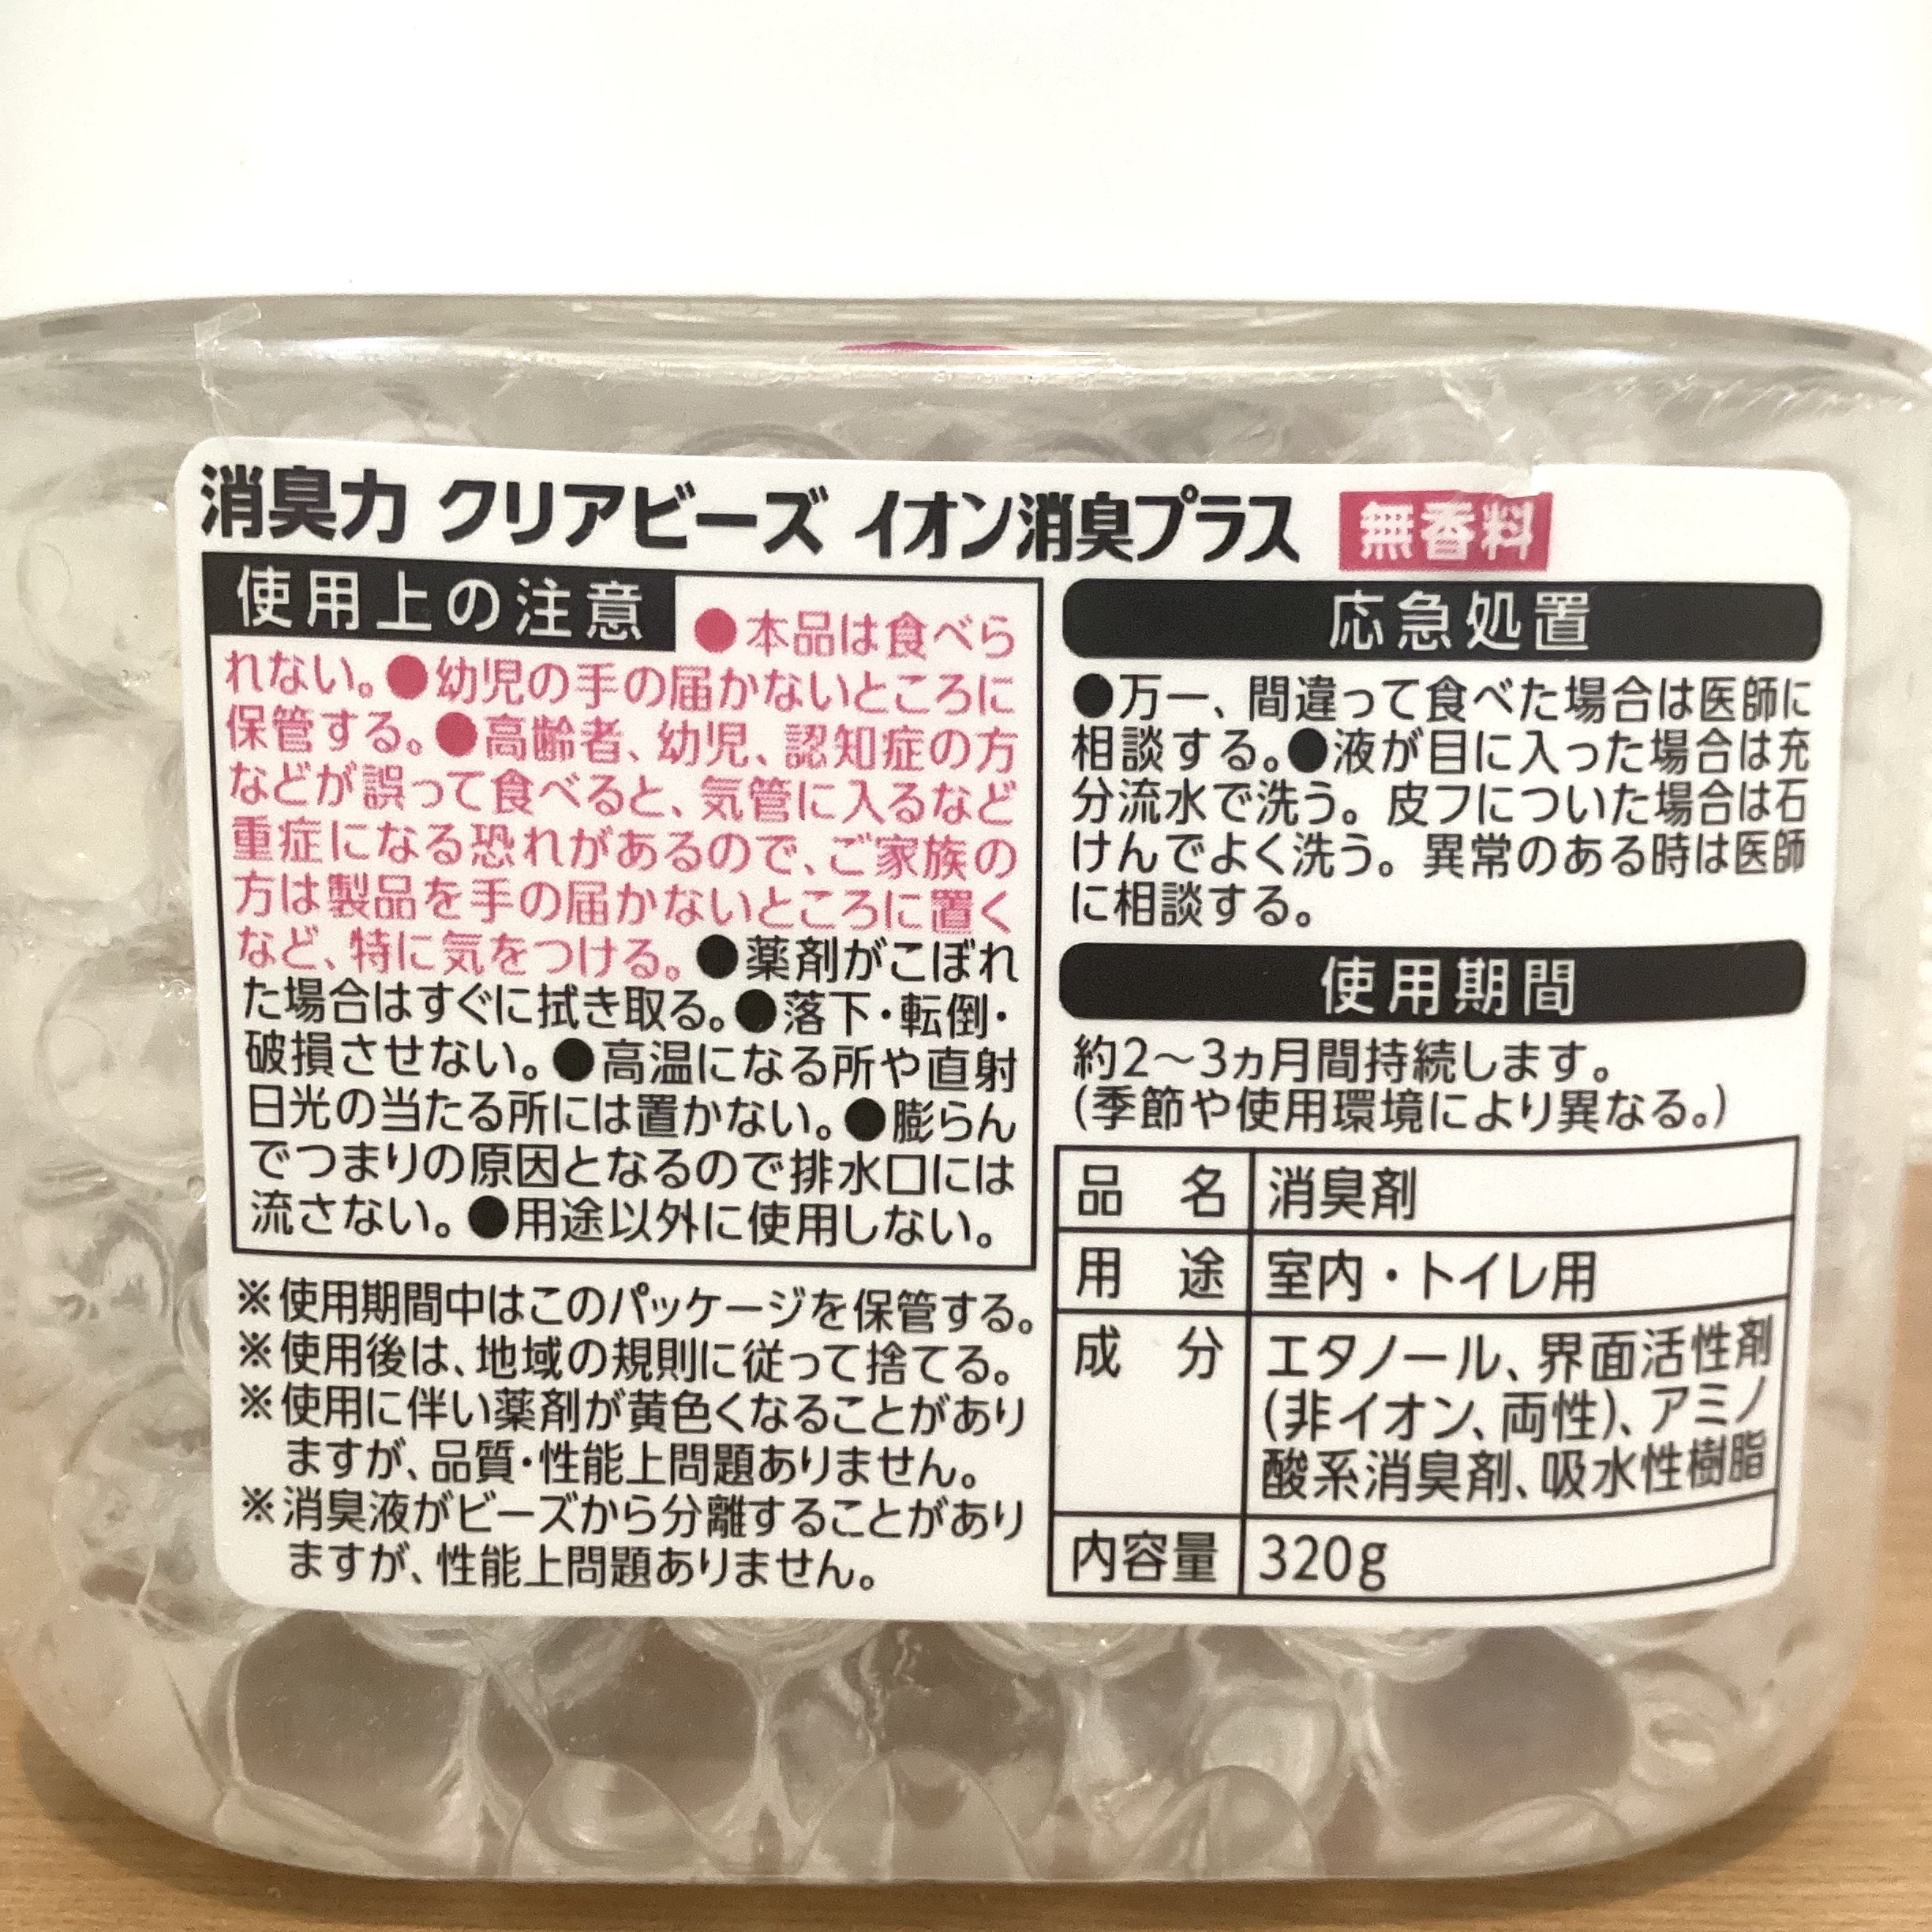 消臭力 クリアビーズ イオン消臭プラス 無香料
使用上の注意 ●本品は食べら
れない。●幼児の手の届かないところに
保管する。●高齢者、幼児、認知症の方
などが誤って食べると、気管に入るなど
重症になる恐れがあるので、ご家族の
方は製品を手の届かないところに置く
など、特に気をつける。●薬剤がこぼれ
た場合はすぐに拭き取る。●落下・転倒・
破損させない。●高温になる所や直射
日光の当たる所には置かない。●膨らん
でつまりの原因となるので排水口には
流さない。●用途以外に使用しない。
※使用期間中はこのパッケージを保管する。
※使用後は、地域の規則に従って捨てる。
※使用に伴い薬剤が黄色くなることがあり
ますが、品質・性能上問題ありません。
※消臭液がビーズから分離することがあり
ますが、性能上問題ありません。
応急処置
●万一、間違って食べた場合は医師に
相談する。●液が目に入った場合は充
分流水で洗う。皮フについた場合は石
けんでよく洗う。異常のある時は医師
に相談する。
使用期間
約2～3ヵ月間持続します。
(季節や使用環境により異なる。)
品 名 消臭剤
用 途 室内・トイレ用
成 分 エタノール、界面活性剤
(非イオン、両性)、アミノ
酸系消臭剤、吸水性樹脂
内容量 320g